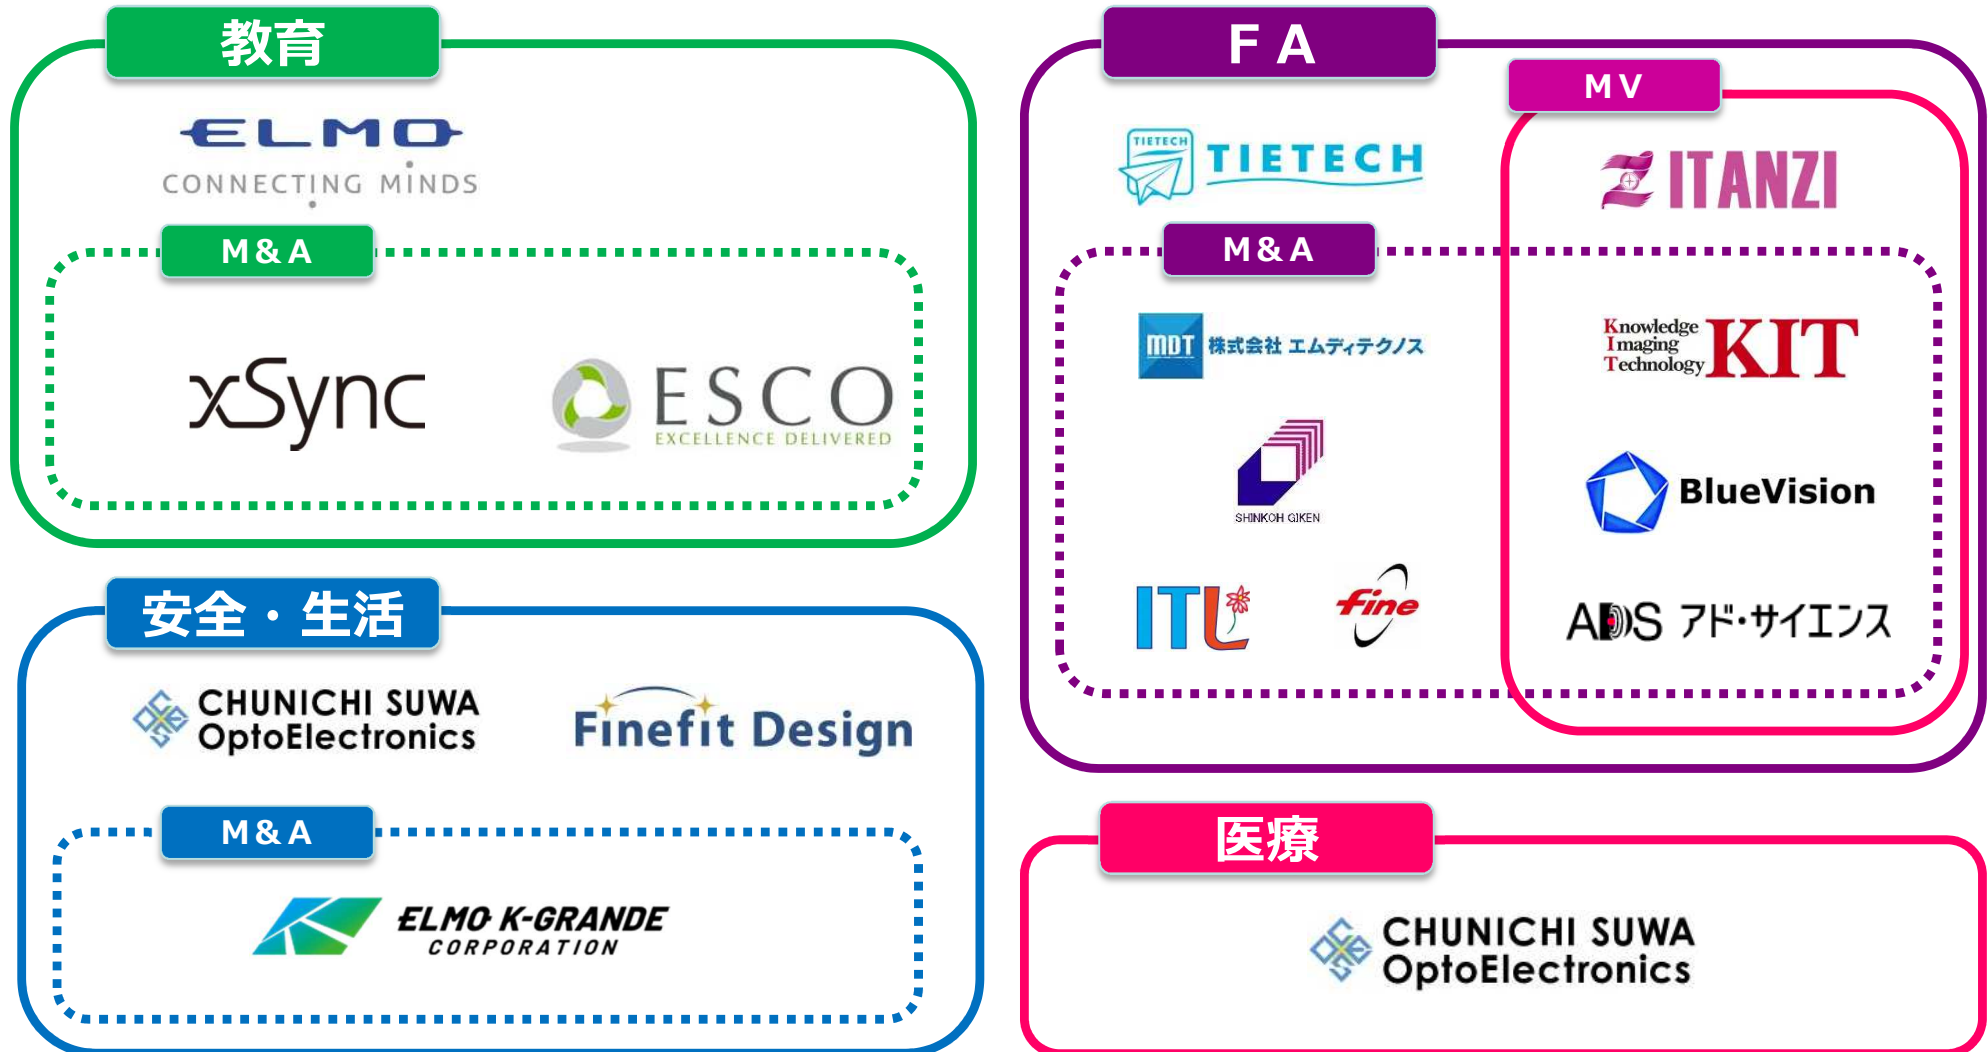 教育
ELMO
CONNECTING MINDS
M&A
xSync
ESCO
EXCELLENCE DELIVERED
安全・生活
CHUNICHI SUWA
OptoElectronics
Finefit Design
M&A
ELMO K-GRANDE
CORPORATION
ＦＡ
MV
TIETECH
TIETECH
ITANZI
M&A
MDT 株式会社 エムディテクノス
Knowledge
Imaging
Technology
KIT
SHINKOH GIKEN
BlueVision
ITL
fine
ADS アド・サイエンス
医療
CHUNICHI SUWA
OptoElectronics